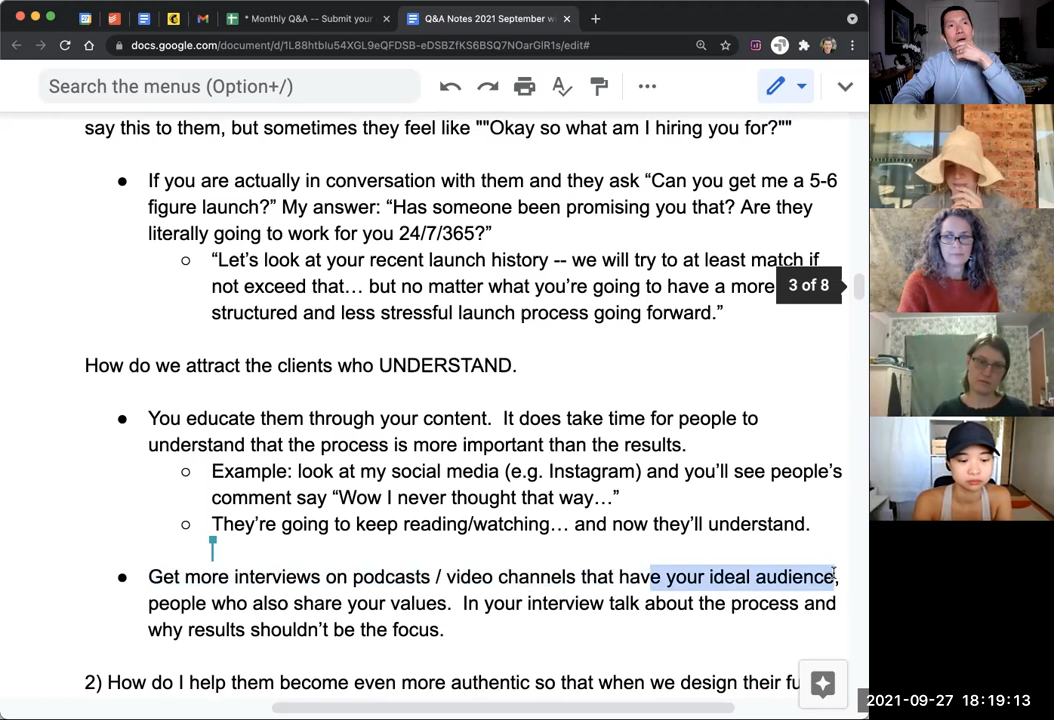 * Monthly Q&A -- Submit your
Q&A Notes 2021 September w
docs.google.com/document/d/1L88htblu54XGL9eQFDSB-eDSBZfKS6BSQ7NOarGlR1s/edit#
Search the menus (Option+/)
say this to them, but sometimes they feel like ""Okay so what am I hiring you for?""
● If you are actually in conversation with them and they ask “Can you get me a 5-6
figure launch?” My answer: “Has someone been promising you that? Are they
literally going to work for you 24/7/365?”
○ “Let’s look at your recent launch history -- we will try to at least match if
not exceed that… but no matter what you’re going to have a more
3 of 8
structured and less stressful launch process going forward.”
How do we attract the clients who UNDERSTAND.
● You educate them through your content.  It does take time for people to
understand that the process is more important than the results.
○ Example: look at my social media (e.g. Instagram) and you’ll see people’s
comment say “Wow I never thought that way…”
○ They’re going to keep reading/watching… and now they’ll understand.
● Get more interviews on podcasts / video channels that have your ideal audience,
people who also share your values.  In your interview talk about the process and
why results shouldn’t be the focus.
2) How do I help them become even more authentic so that when we design their fu
2021-09-27 18:19:13